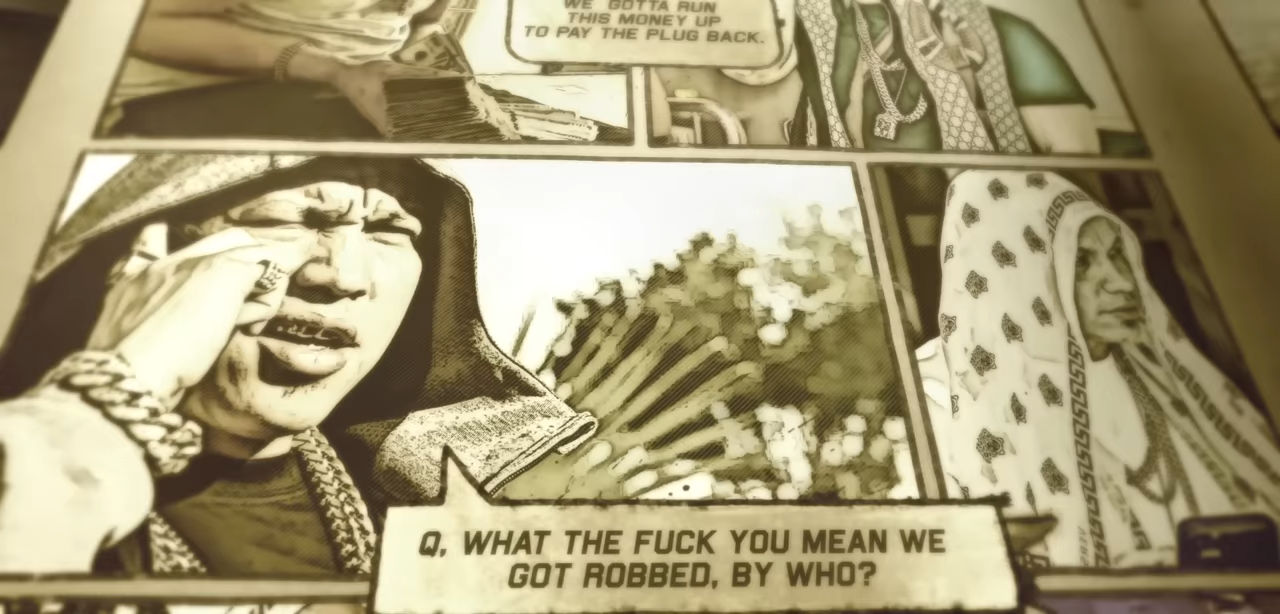 WE GOTTA RUN
THIS MONEY UP
TO PAY THE PLUG BACK.
Q, WHAT THE FUCK YOU MEAN WE
GOT ROBBED, BY WHO?